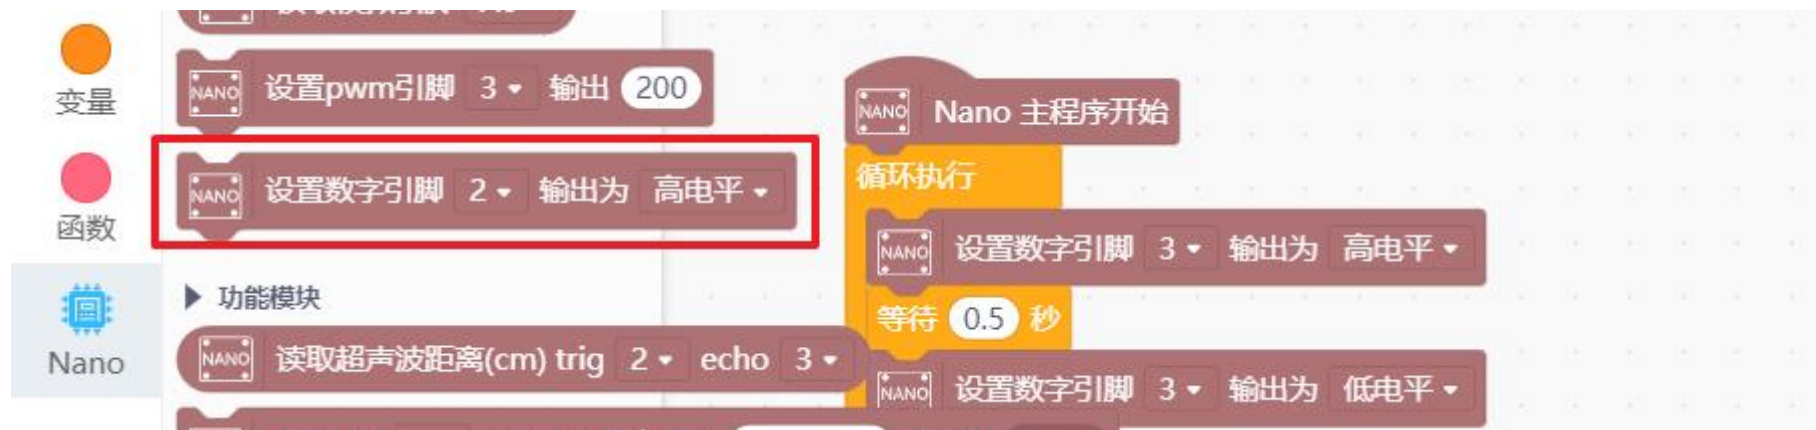 变量
函数
Nano
NANO 设置pwm引脚 3 输出 200
NANO 设置数字引脚 2 输出为 高电平
功能模块
NANO 读取超声波距离(cm) trig 2 echo 3
NANO Nano 主程序开始
循环执行
NANO 设置数字引脚 3 输出为 高电平
等待 0.5 秒
NANO 设置数字引脚 3 输出为 低电平